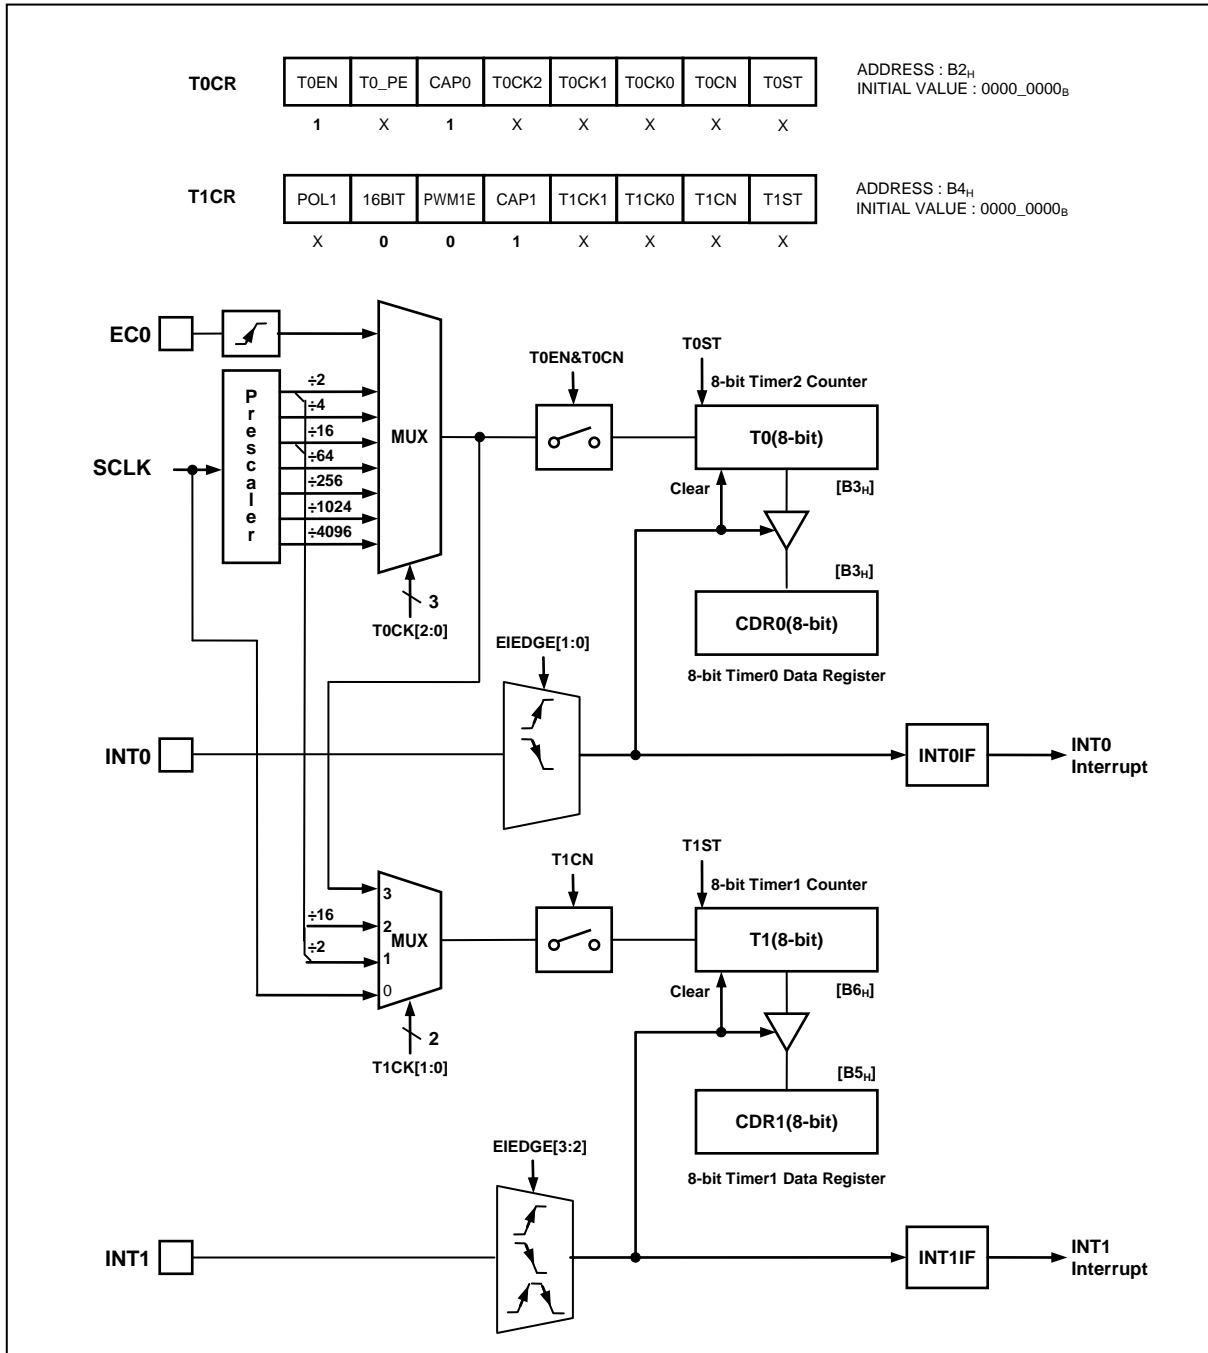 T0CR T0EN T0_PE CAP0 T0CK2 T0CK1 T0CK0 T0CN T0ST ADDRESS : B2H
INITIAL VALUE : 0000_0000B
1 X 1 X X X X X
T1CR POL1 16BIT PWM1E CAP1 T1CK1 T1CK0 T1CN T1ST ADDRESS : B4H
INITIAL VALUE : 0000_0000B
X 0 0 1 X X X X
EC0
Prescaler
SCLK
÷2
÷4
÷16
÷64
÷256
÷1024
÷4096
MUX
3
T0CK[2:0]
T0EN&T0CN
T0ST
8-bit Timer2 Counter
T0(8-bit)
Clear
[B3H]
[B3H]
CDR0(8-bit)
8-bit Timer0 Data Register
EIEDGE[1:0]
INT0
INT0IF
INT0
Interrupt
3
÷16
2
÷2
1
0
MUX
2
T1CK[1:0]
T1CN
T1ST
8-bit Timer1 Counter
T1(8-bit)
Clear
[B6H]
[B5H]
CDR1(8-bit)
8-bit Timer1 Data Register
EIEDGE[3:2]
INT1
INT1IF
INT1
Interrupt